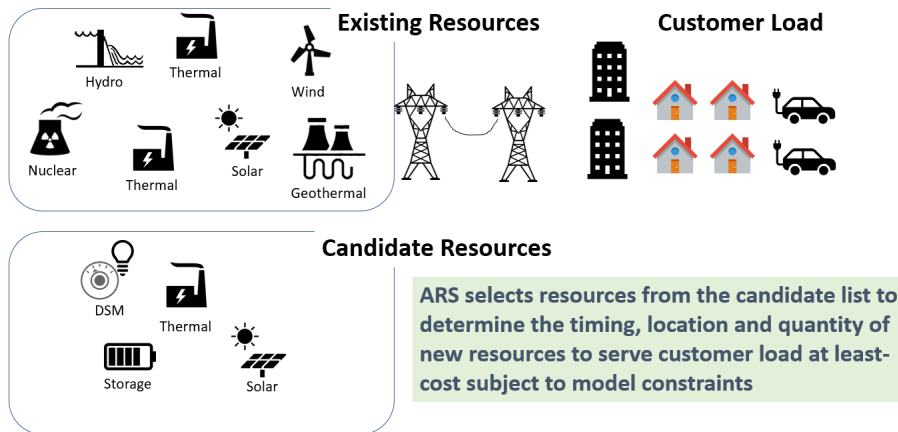 Existing Resources
Customer Load
Hydro
Thermal
Wind
Nuclear
Thermal
Solar
Geothermal
Candidate Resources
DSM
Thermal
Storage
Solar
ARS selects resources from the candidate list to
determine the timing, location and quantity of
new resources to serve customer load at least-
cost subject to model constraints